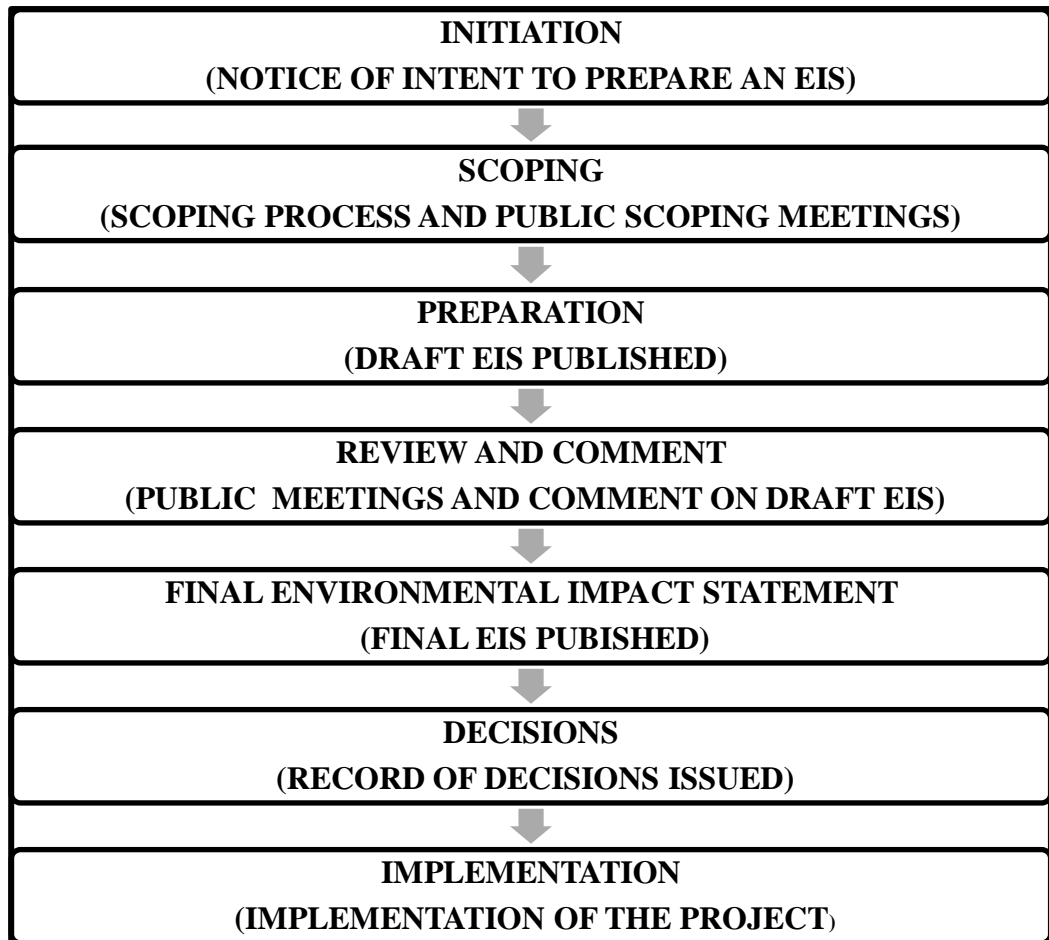 INITIATION
(NOTICE OF INTENT TO PREPARE AN EIS)
SCOPING
(SCOPING PROCESS AND PUBLIC SCOPING MEETINGS)
PREPARATION
(DRAFT EIS PUBLISHED)
REVIEW AND COMMENT
(PUBLIC  MEETINGS AND COMMENT ON DRAFT EIS)
FINAL ENVIRONMENTAL IMPACT STATEMENT
(FINAL EIS PUBISHED)
DECISIONS
(RECORD OF DECISIONS ISSUED)
IMPLEMENTATION
(IMPLEMENTATION OF THE PROJECT)